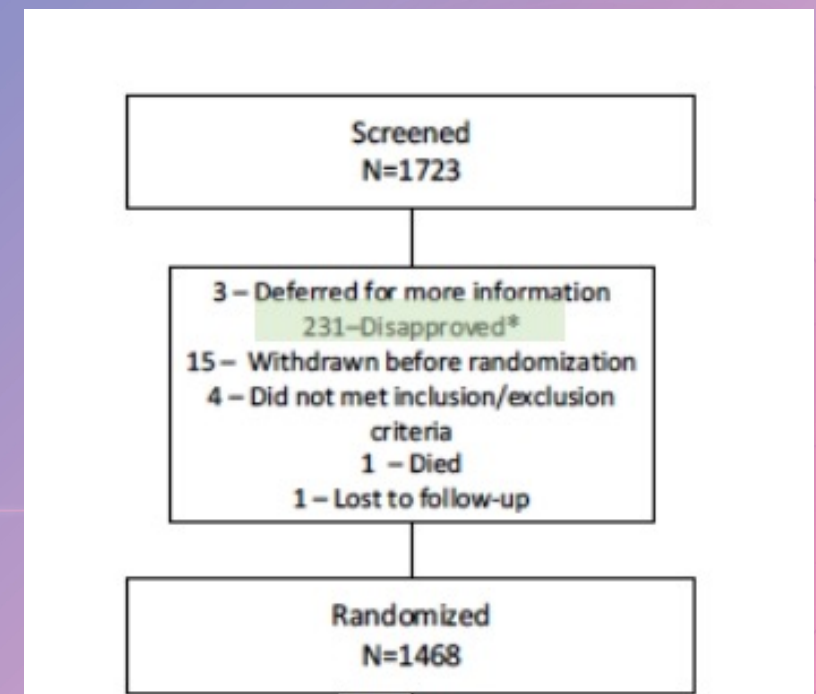 Screened
N=1723
3 – Deferred for more information
231–Disapproved*
15 – Withdrawn before randomization
4 – Did not met inclusion/exclusion
criteria
1 – Died
1 – Lost to follow-up
Randomized
N=1468